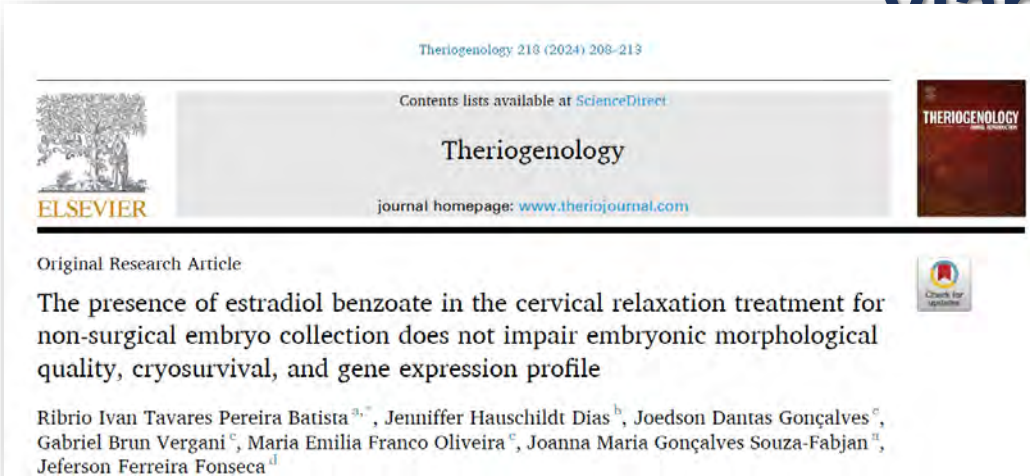 Theriogenology 218 (2024) 208–213
Contents lists available at ScienceDirect
Theriogenology
journal homepage: www.theriojournal.com
ELSEVIER
THERIOGENOLOGY
Check for
updates
Original Research Article
The presence of estradiol benzoate in the cervical relaxation treatment for
non-surgical embryo collection does not impair embryonic morphological
quality, cryosurvival, and gene expression profile
Ribrio Ivan Tavares Pereira Batista a,*, Jenniffer Hauschildt Dias b, Joedson Dantas Gonçalves c,
Gabriel Brun Vergani c, Maria Emilia Franco Oliveira c, Joanna Maria Gonçalves Souza-Fabjan a,
Jeferson Ferreira Fonseca d